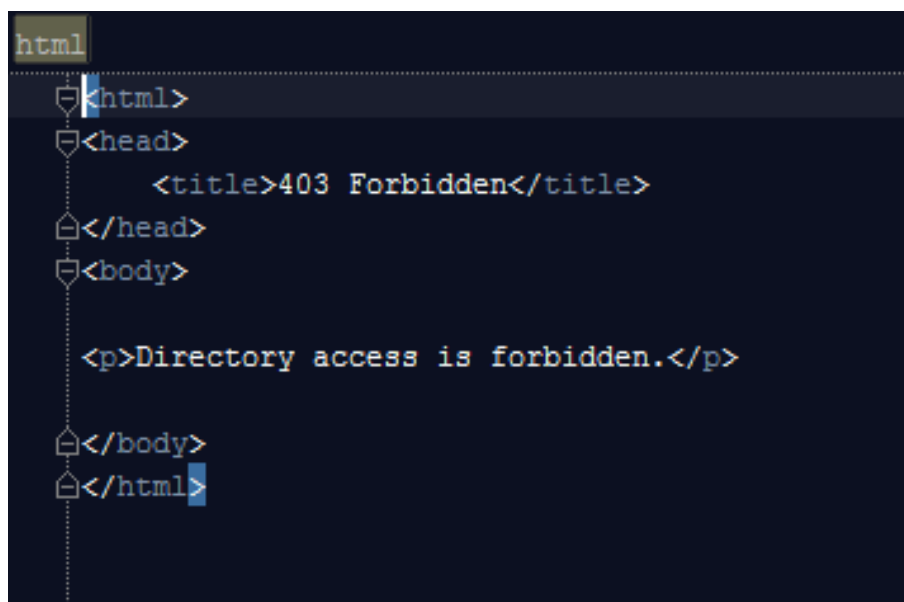 html
<html>
<head>
<title>403 Forbidden</title>
</head>
<body>
<p>Directory access is forbidden.</p>
</body>
</html>